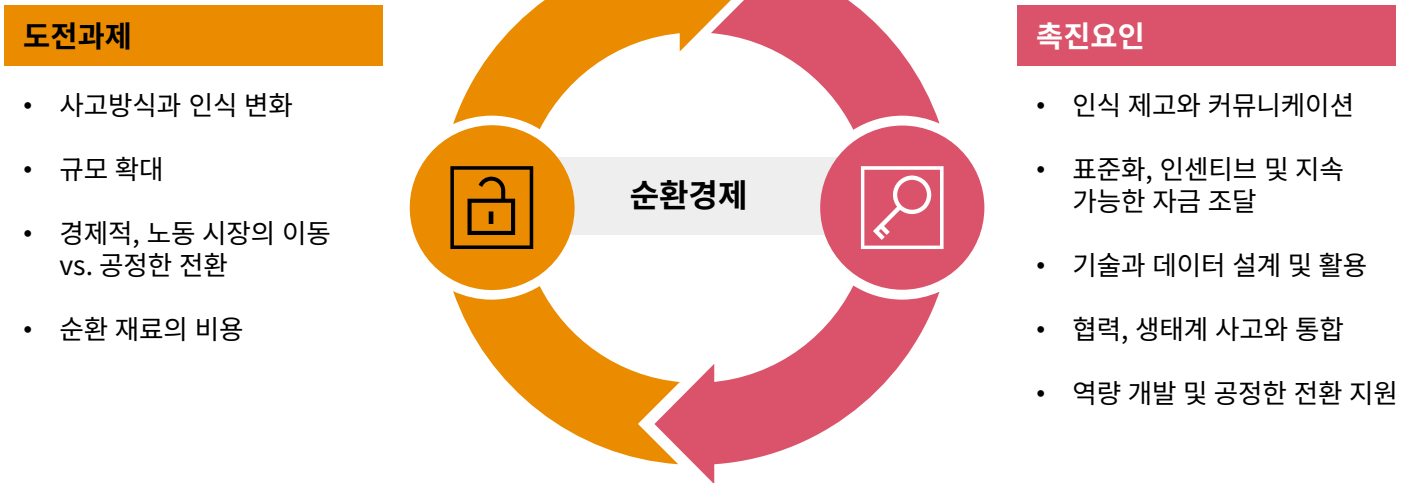 도전과제
• 사고방식과 인식 변화
• 규모 확대
• 경제적, 노동 시장의 이동
vs. 공정한 전환
• 순환 재료의 비용
순환경제
촉진요인
• 인식 제고와 커뮤니케이션
• 표준화, 인센티브 및 지속
가능한 자금 조달
• 기술과 데이터 설계 및 활용
• 협력, 생태계 사고와 통합
• 역량 개발 및 공정한 전환 지원